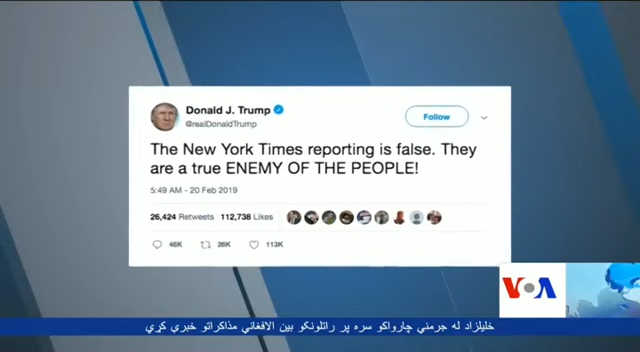 Donald J. Trump
@realDonaldTrump
Follow
The New York Times reporting is false. They
are a true ENEMY OF THE PEOPLE!
5:49 AM - 20 Feb 2019
26,424 Retweets 112,738 Likes
46K 26K 113K
VOA
خلیلزاد له جرمني چارواکو سره پر راتلونکو بین الافغاني مذاکراتو خبرې کړې